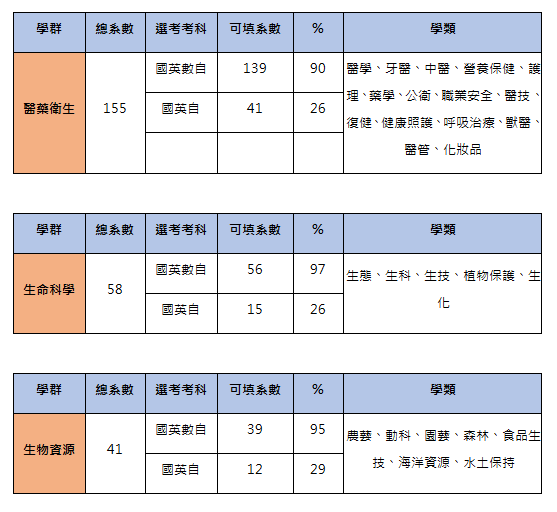 學群 總系數 選考考科 可填系數 % 學類
醫藥衛生 155 國英數自 139 90 醫學、牙醫、中醫、營養保健、護
國英自 41 26 理、藥學、公衛、職業安全、醫技、
復健、健康照護、呼吸治療、獸醫、
醫管、化妝品
學群 總系數 選考考科 可填系數 % 學類
生命科學 58 國英數自 56 97 生態、生科、生技、植物保護、生
國英自 15 26 化
學群 總系數 選考考科 可填系數 % 學類
生物資源 41 國英數自 39 95 農藝、動科、園藝、森林、食品生
國英自 12 29 技、海洋資源、水土保持